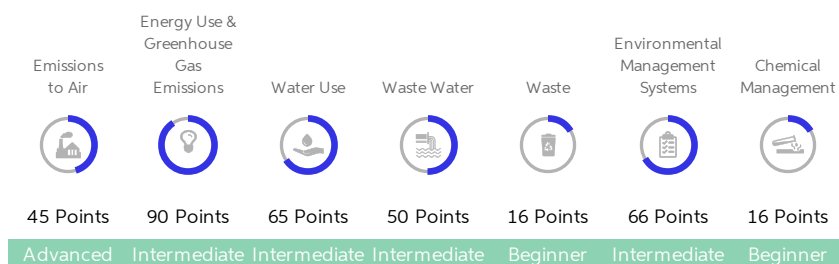 Emissions
to Air
Energy Use &
Greenhouse
Gas
Emissions
Water Use
Waste Water
Waste
Environmental
Management
Systems
Chemical
Management
45 Points
90 Points
65 Points
50 Points
16 Points
66 Points
16 Points
Advanced
Intermediate
Intermediate
Intermediate
Beginner
Intermediate
Beginner